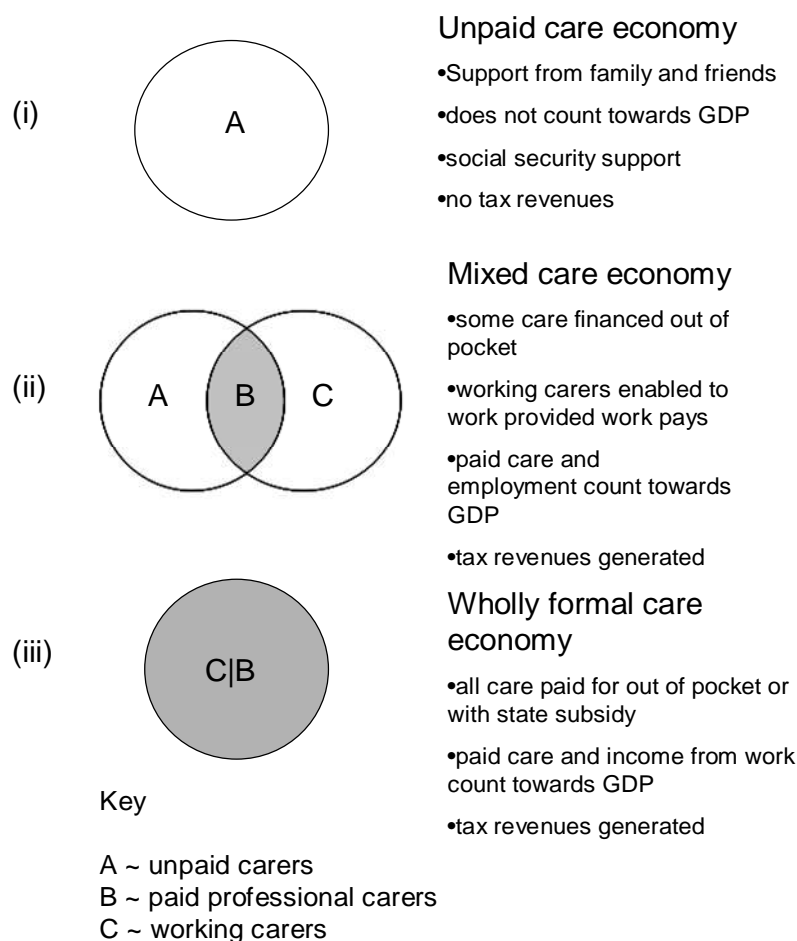 (i)
A
Unpaid care economy
•Support from family and friends
•does not count towards GDP
•social security support
•no tax revenues
(ii)
A B C
Mixed care economy
•some care financed out of
pocket
•working carers enabled to
work provided work pays
•paid care and
employment count towards
GDP
•tax revenues generated
(iii)
C|B
Wholly formal care
economy
•all care paid for out of pocket or
with state subsidy
•paid care and income from work
count towards GDP
•tax revenues generated
Key
A ~ unpaid carers
B ~ paid professional carers
C ~ working carers